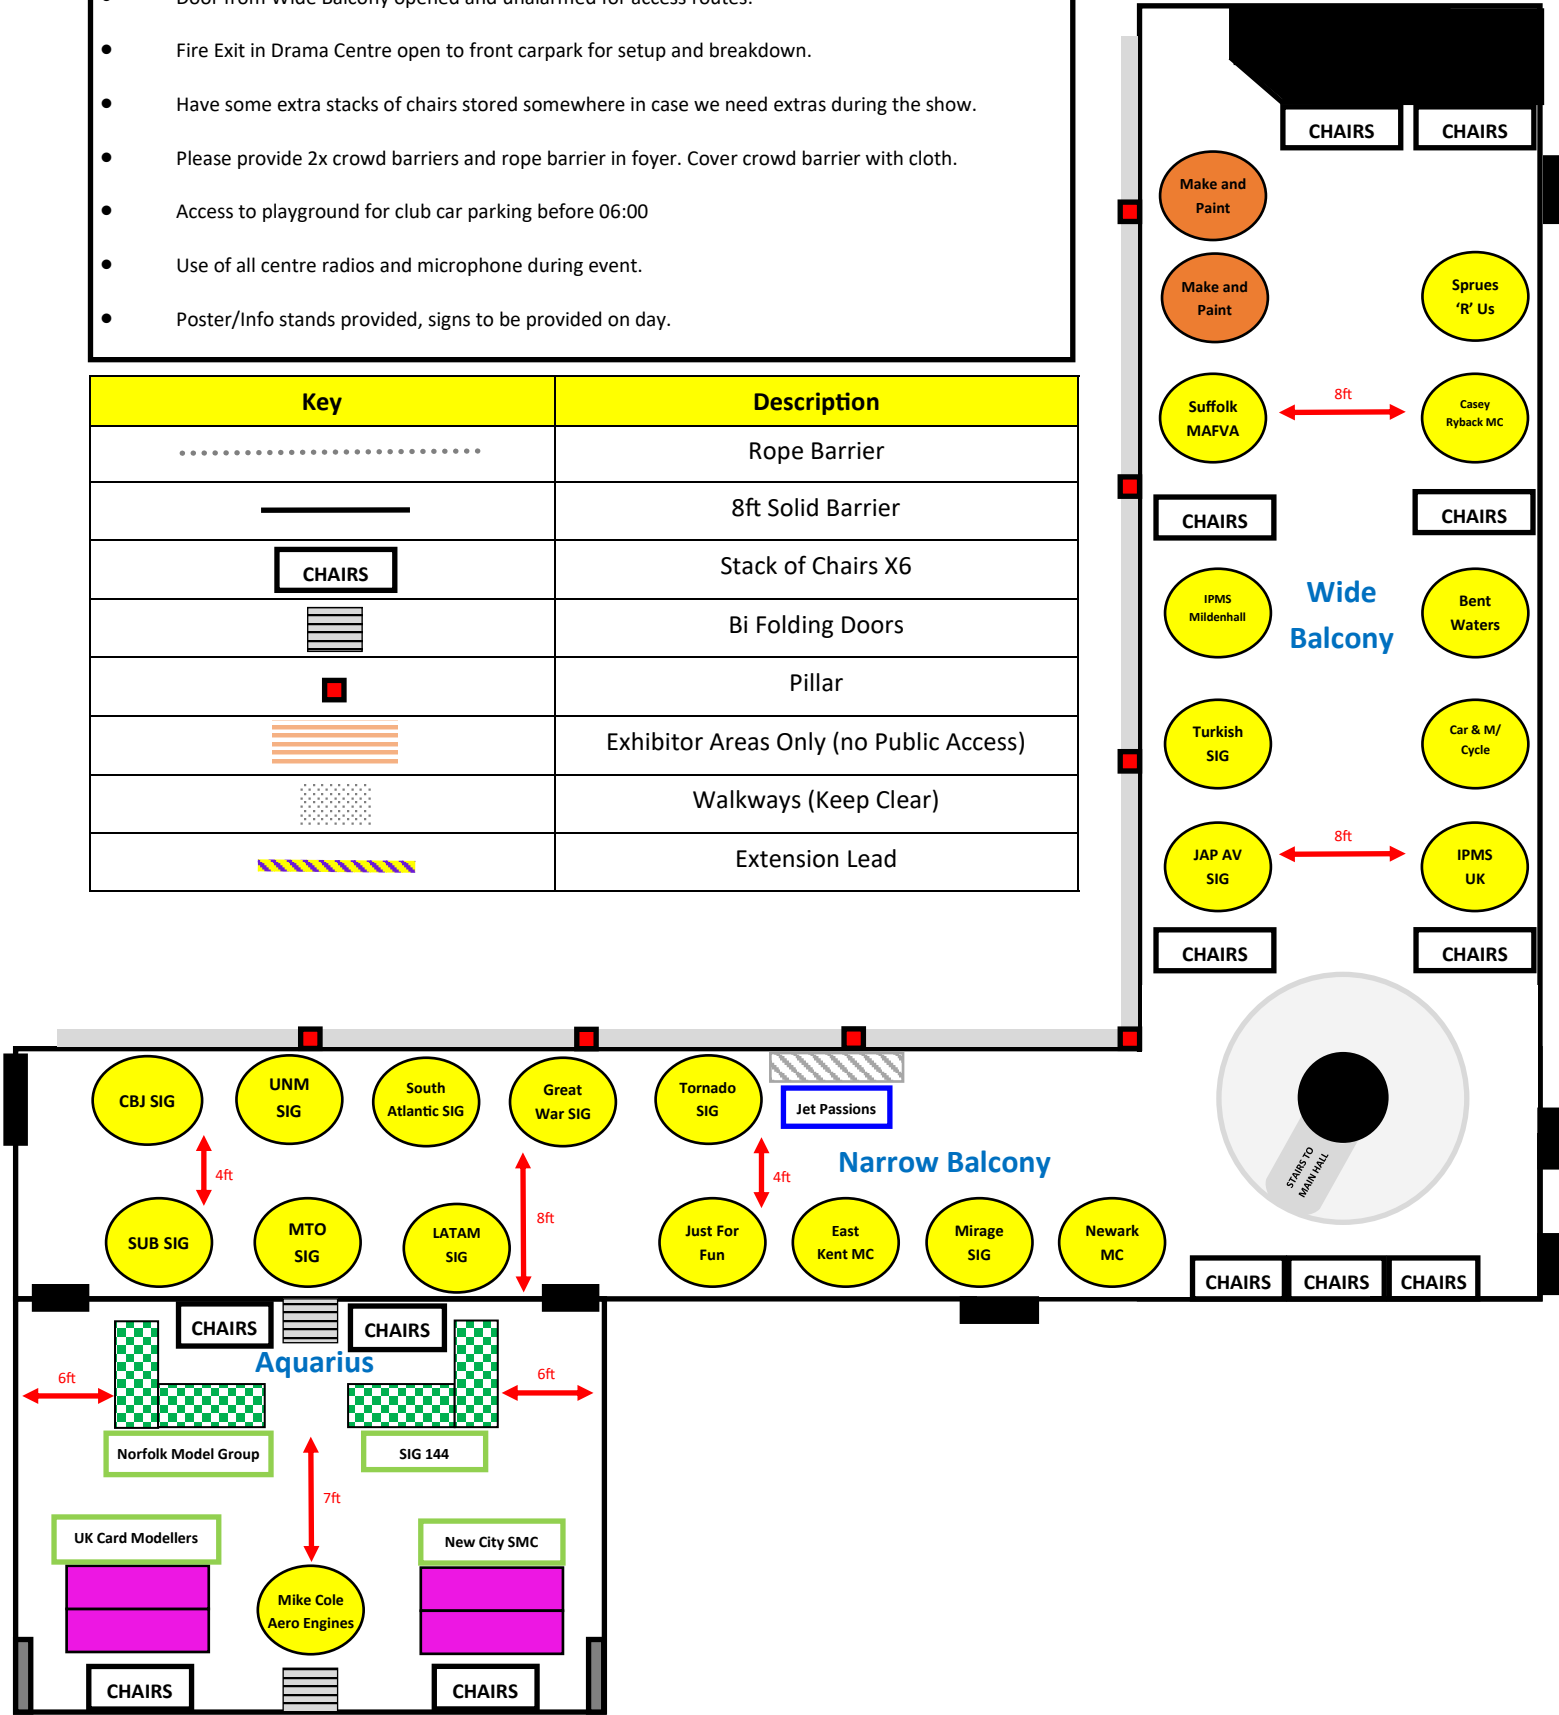 Door from Wide Balcony opened and unalarmed for access routes.
• Fire Exit in Drama Centre open to front carpark for setup and breakdown.
• Have some extra stacks of chairs stored somewhere in case we need extras during the show.
• Please provide 2x crowd barriers and rope barrier in foyer. Cover crowd barrier with cloth.
• Access to playground for club car parking before 06:00
• Use of all centre radios and microphone during event.
• Poster/Info stands provided, signs to be provided on day.
Key
Description
Rope Barrier
8ft Solid Barrier
CHAIRS
Stack of Chairs X6
Bi Folding Doors
Pillar
Exhibitor Areas Only (no Public Access)
Walkways (Keep Clear)
Extension Lead
CHAIRS
CHAIRS
Make and
Paint
Make and
Paint
Sprues
‘R’ Us
Suffolk
MAFVA
8ft
Casey
Ryback MC
CHAIRS
CHAIRS
IPMS
Mildenhall
Wide
Balcony
Bent
Waters
Turkish
SIG
Car & M/
Cycle
JAP AV
SIG
8ft
IPMS
UK
CHAIRS
CHAIRS
STAIRS TO
MAIN HALL
CHAIRS
CHAIRS
CHAIRS
CBJ SIG
UNM
SIG
South
Atlantic SIG
Great
War SIG
Tornado
SIG
Jet Passions
4ft
8ft
4ft
Narrow Balcony
SUB SIG
MTO
SIG
LATAM
SIG
Just For
Fun
East
Kent MC
Mirage
SIG
Newark
MC
CHAIRS
CHAIRS
Aquarius
6ft
6ft
Norfolk Model Group
SIG 144
7ft
UK Card Modellers
New City SMC
Mike Cole
Aero Engines
CHAIRS
CHAIRS